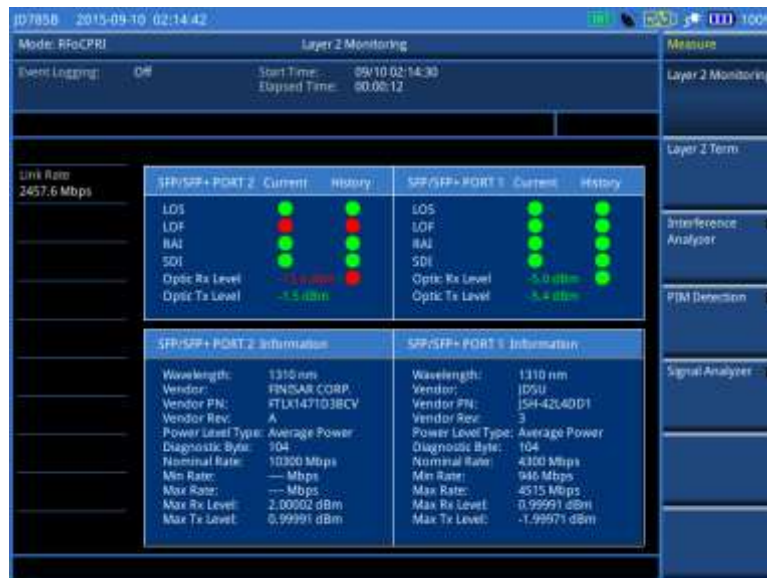 JD785B 2015-09-10 02:14:42 100%
Mode: RFoCPRI Layer 2 Monitoring Measure
Event Logging: Off Start Time: 09/10 02:14:30
Elapsed Time: 00:00:12
Layer 2 Monitoring
Layer 2 Term
Interference
Analyzer
PIM Detection
Signal Analyzer
Link Rate
2457.6 Mbps
SFP/SFP+ PORT 2 Current History
LOS
LOF
RAI
SDI
Optic Rx Level
Optic Tx Level -1.5 dBm
SFP/SFP+ PORT 1 Current History
LOS
LOF
RAI
SDI
Optic Rx Level -5.0 dBm
Optic Tx Level -5.4 dBm
SFP/SFP+ PORT 2 Information
Wavelength: 1310 nm
Vendor: FINISAR CORP.
Vendor PN: FTLX1471D3BCV
Vendor Rev: A
Power Level Type: Average Power
Diagnostic Byte: 104
Nominal Rate: 10300 Mbps
Min Rate: --- Mbps
Max Rate: --- Mbps
Max Rx Level: 2.00002 dBm
Max Tx Level: 0.99991 dBm
SFP/SFP+ PORT 1 Information
Wavelength: 1310 nm
Vendor: JDSU
Vendor PN: JSH-42L4DD1
Vendor Rev: 3
Power Level Type: Average Power
Diagnostic Byte: 104
Nominal Rate: 4300 Mbps
Min Rate: 946 Mbps
Max Rate: 4515 Mbps
Max Rx Level: 0.99991 dBm
Max Tx Level: -1.99971 dBm